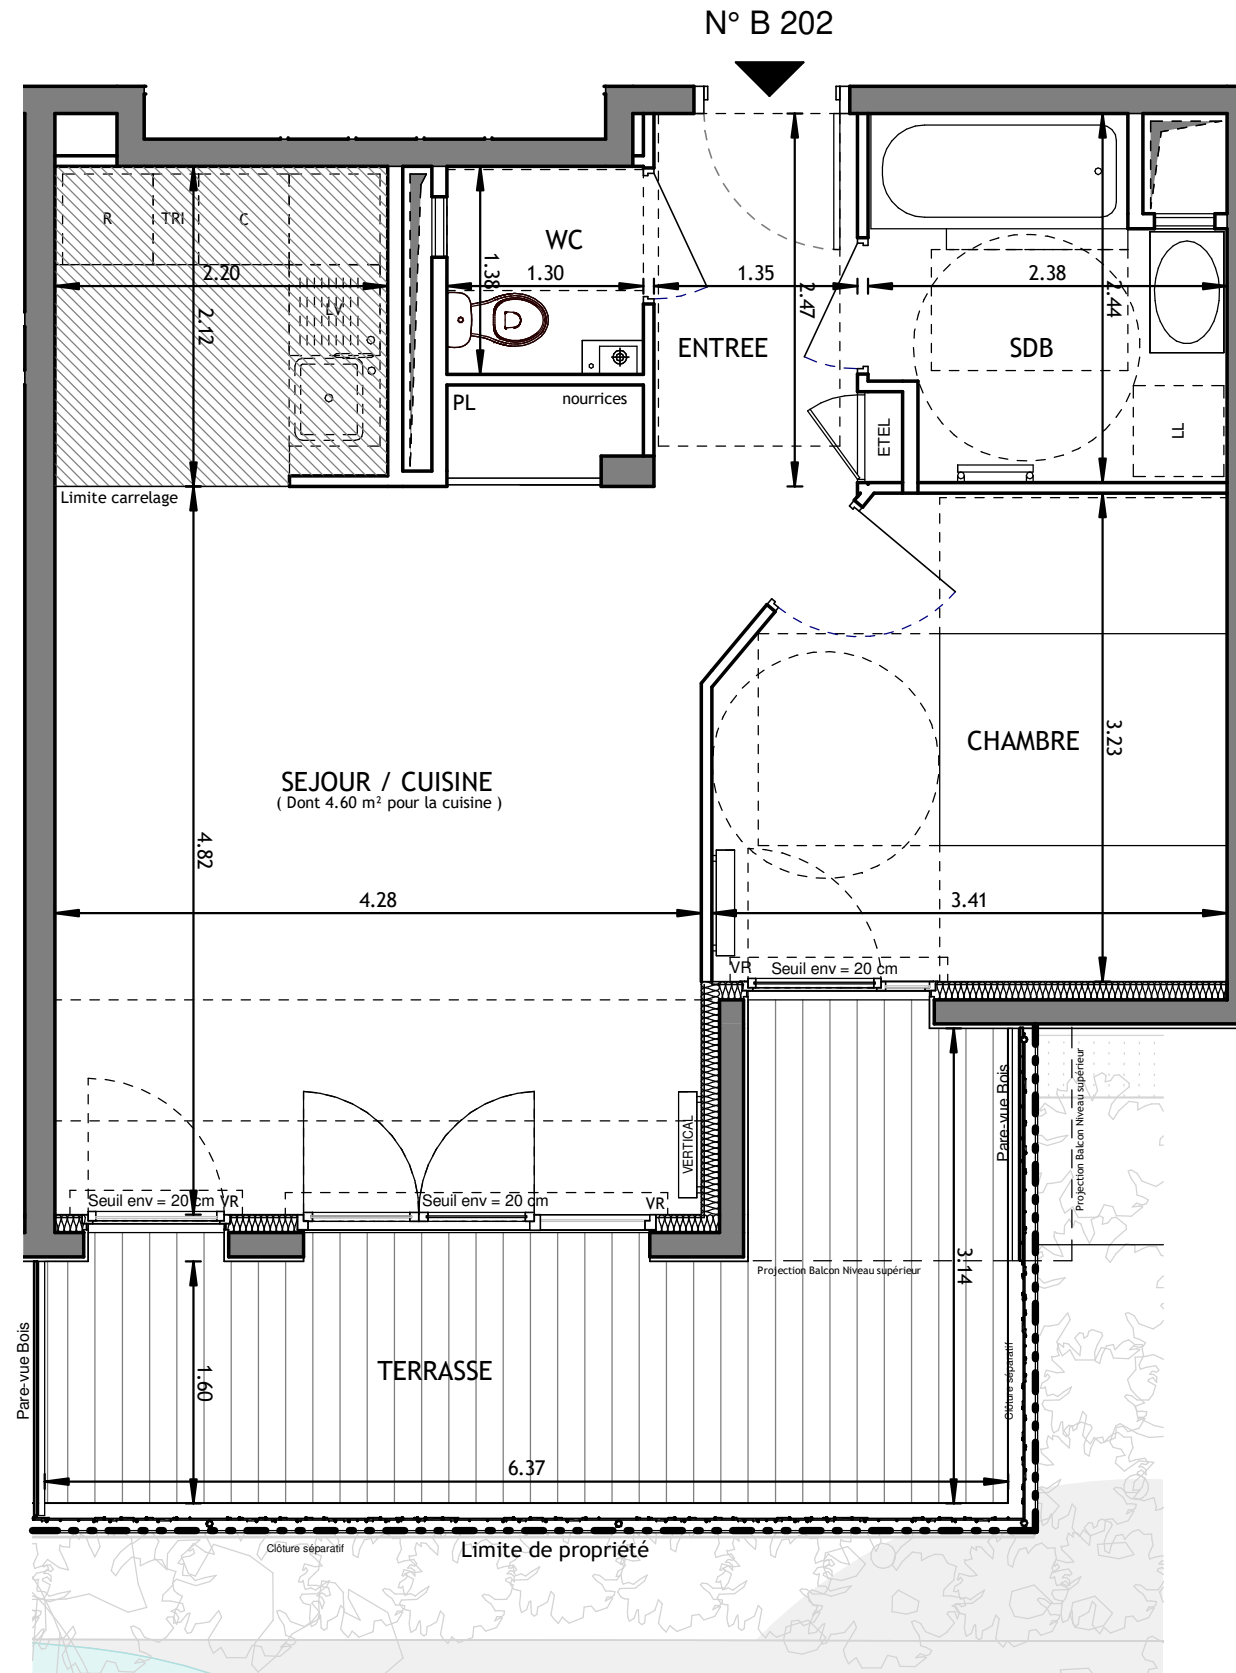 N° B 202
R
TRI
C
2.20
2.12
LV
WC
1.38
1.30
1.35
2.47
2.38
2.44
ENTREE
SDB
PL
nourrices
ETEL
LL
Limite carrelage
CHAMBRE
3.23
SEJOUR / CUISINE
( Dont 4.60 m² pour la cuisine )
4.82
4.28
3.41
VR
Seuil env = 20 cm
VERTICAL
Pare-vue Bois
Projection Balcon Niveau supérieur
Seuil env = 20 cm
VR
Seuil env = 20 cm
VR
Projection Balcon Niveau supérieur
3.14
Pare-vue Bois
1.60
TERRASSE
Clôture séparatif
6.37
Clôture séparatif
Limite de propriété